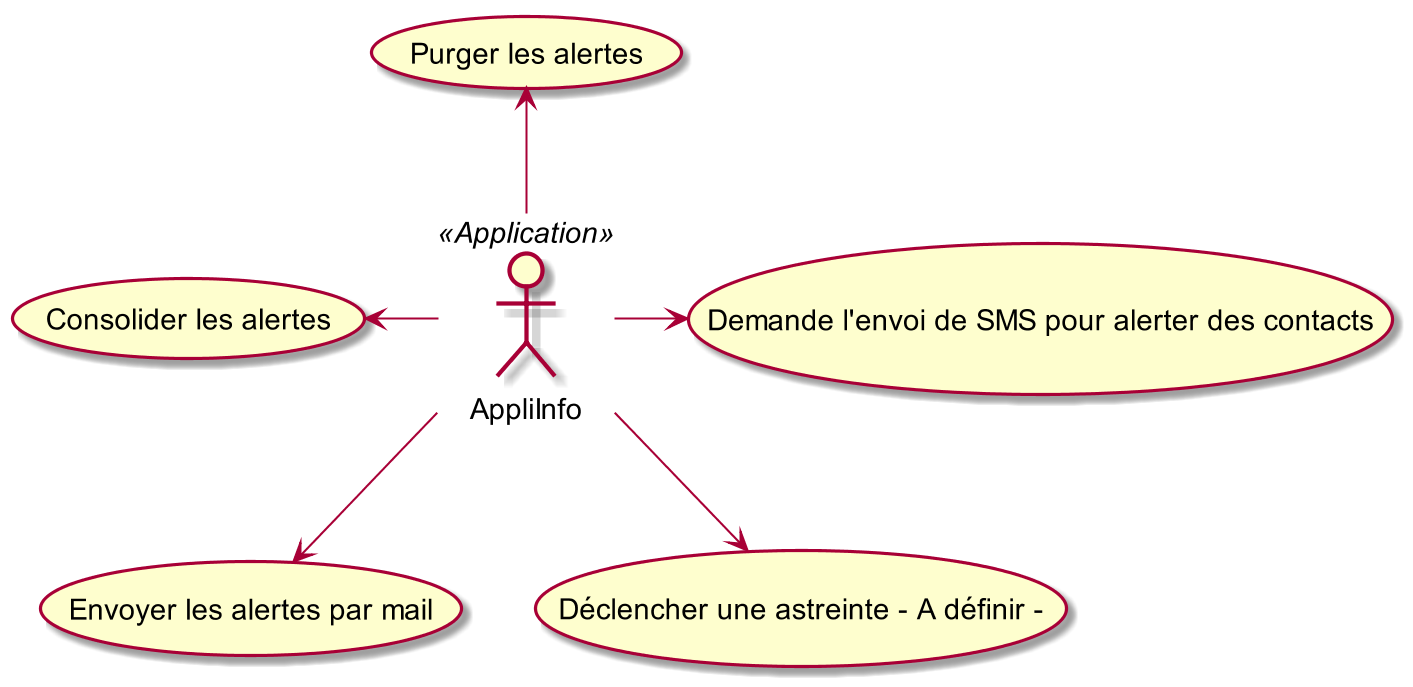 Purger les alertes
«Application»
Consolider les alertes
Demande l'envoi de SMS pour alerter des contacts
AppliInfo
Envoyer les alertes par mail
Déclencher une astreinte - A définir -